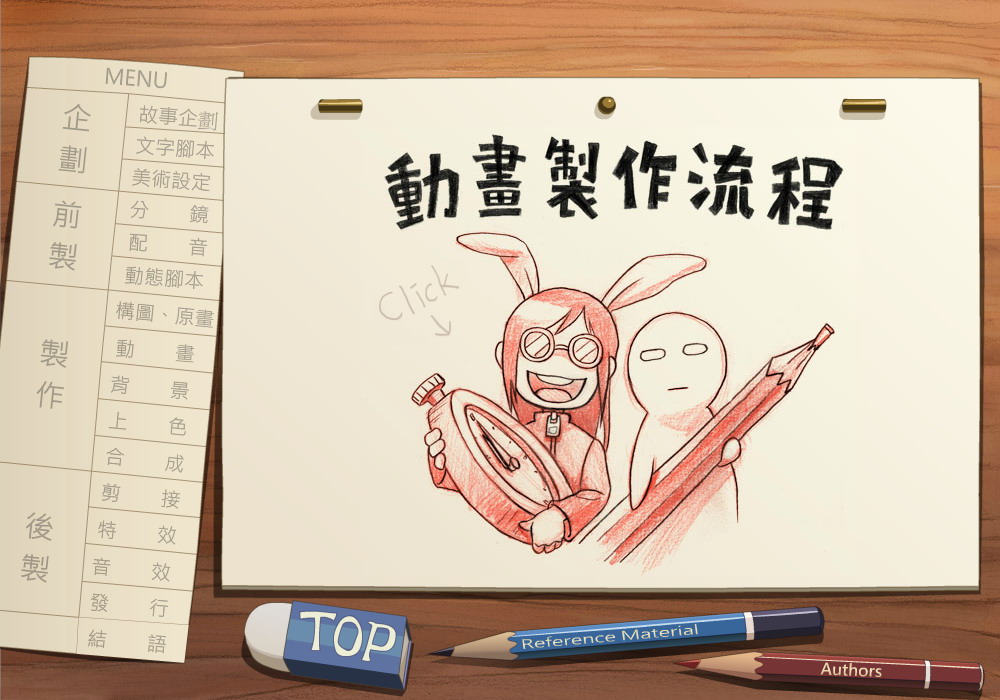 MENU
企劃
故事企劃
文字腳本
美術設定
前製
分鏡
配音
動態腳本
製作
構圖、原畫
動畫
背景
上色
合成
後製
剪接
特效
音效
發行
結語
動畫製作流程
Click
TOP
Reference Material
Authors